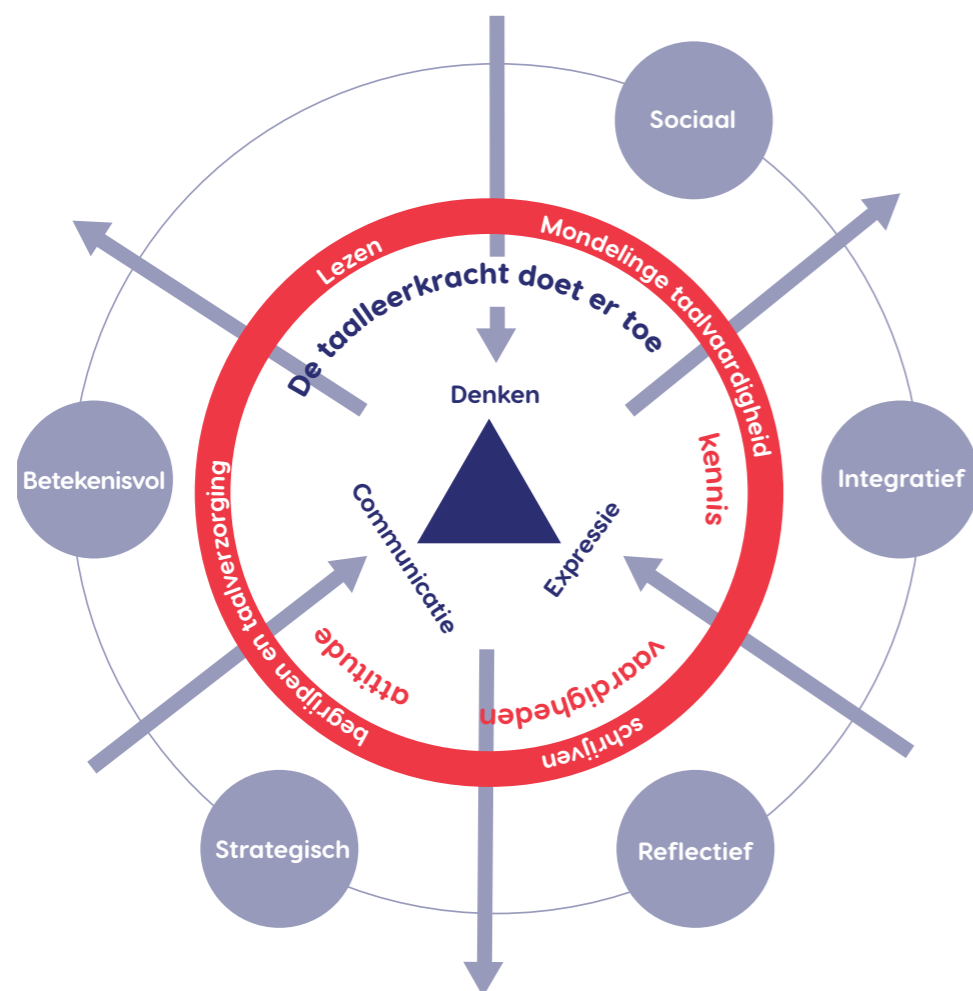 Sociaal
Lezen
Mondelinge taalvaardigheid
De taalleerkracht doet er toe
Denken
kennis
Betekenisvol
Integratief
Communicatie
Expressie
begrijpen en taalverzorging
attitude
vaardigheden
schrijven
Strategisch
Reflectief